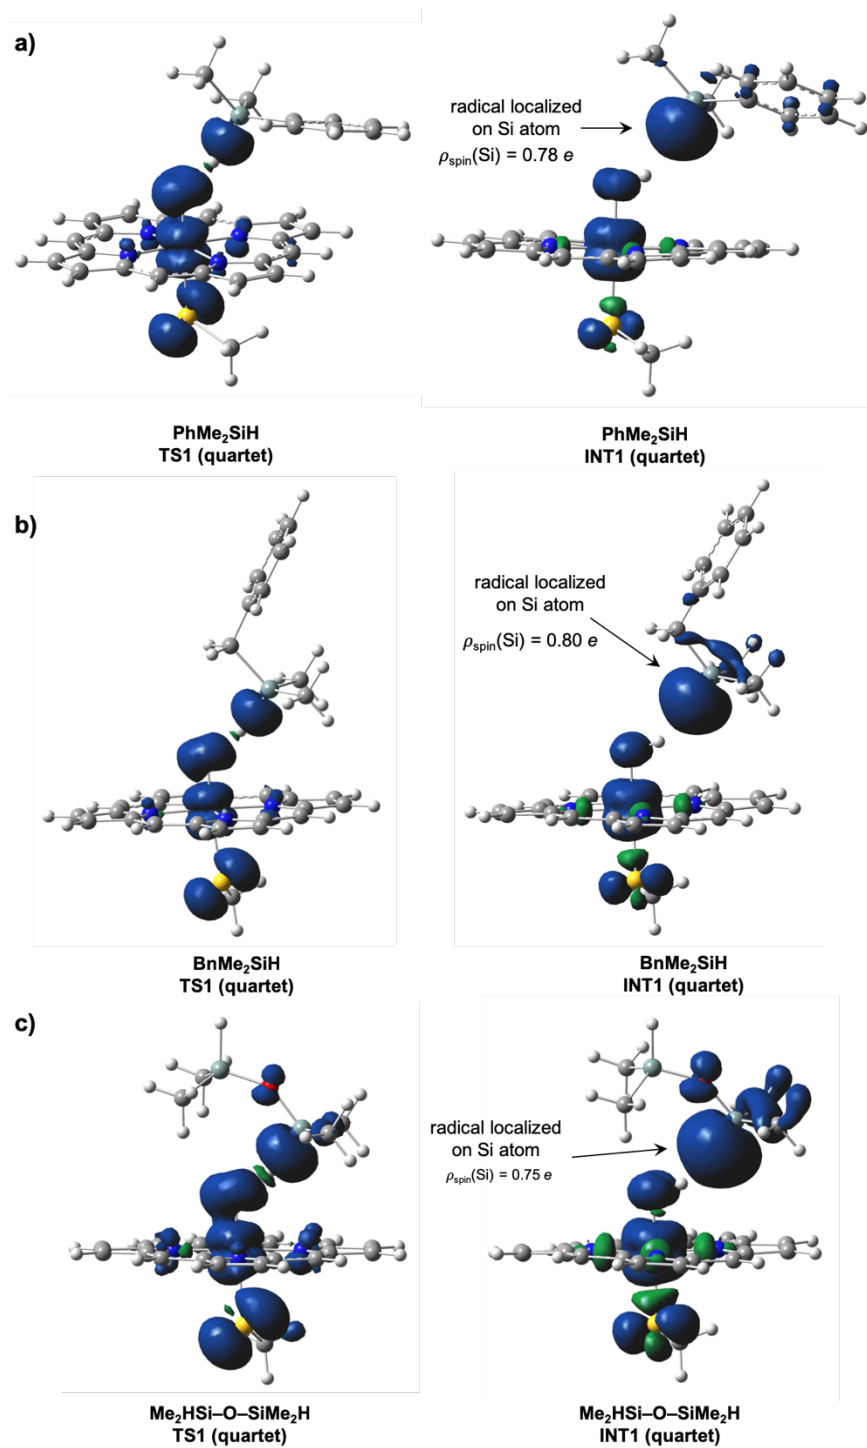 a)
radical localized
on Si atom
ρspin(Si) = 0.78 e
PhMe₂SiH
TS1 (quartet)
PhMe₂SiH
INT1 (quartet)
b)
radical localized
on Si atom
ρspin(Si) = 0.80 e
BnMe₂SiH
TS1 (quartet)
BnMe₂SiH
INT1 (quartet)
c)
radical localized
on Si atom
ρspin(Si) = 0.75 e
Me₂HSi–O–SiMe₂H
TS1 (quartet)
Me₂HSi–O–SiMe₂H
INT1 (quartet)